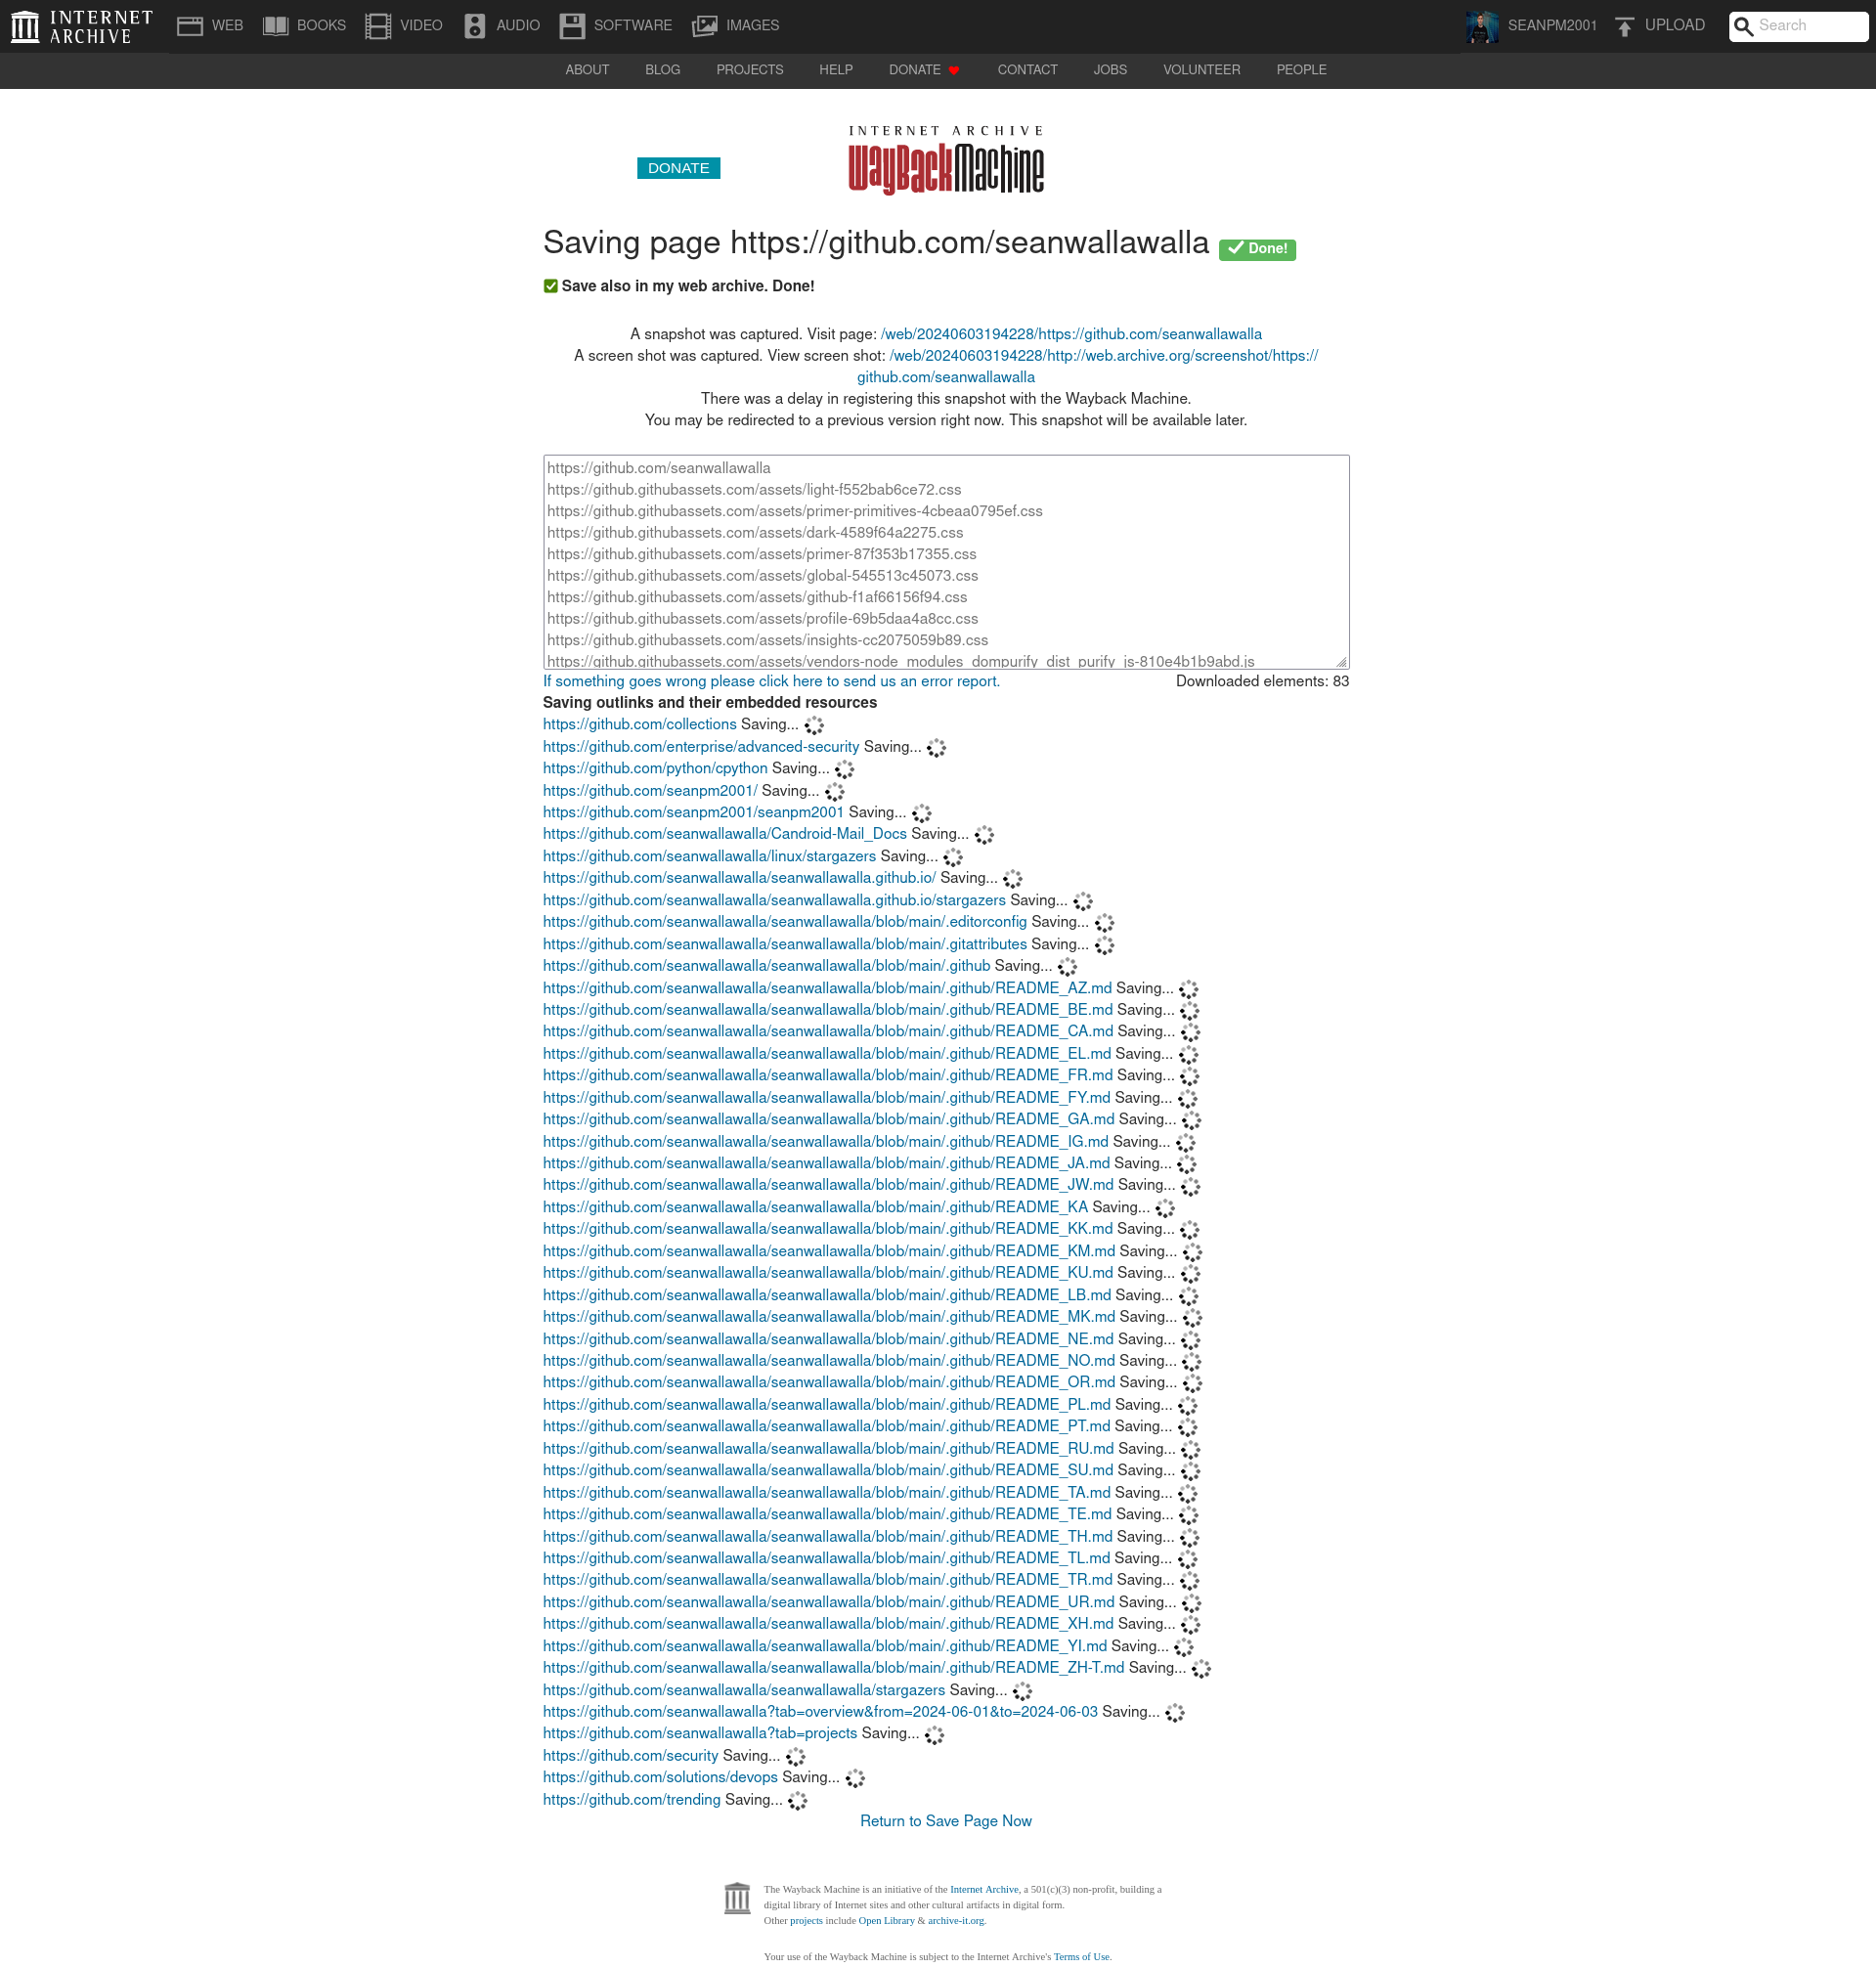 INTERNET ARCHIVE
WEB BOOKS VIDEO AUDIO SOFTWARE IMAGES SEANPM2001 UPLOAD Search
ABOUT BLOG PROJECTS HELP DONATE CONTACT JOBS VOLUNTEER PEOPLE
INTERNET ARCHIVE
DONATE
WayBackMachine
Saving page https://github.com/seanwallawalla Done!
Save also in my web archive. Done!
A snapshot was captured. Visit page: /web/20240603194228/https://github.com/seanwallawalla
A screen shot was captured. View screen shot: /web/20240603194228/http://web.archive.org/screenshot/https://
github.com/seanwallawalla
There was a delay in registering this snapshot with the Wayback Machine.
You may be redirected to a previous version right now. This snapshot will be available later.
https://github.com/seanwallawalla
https://github.githubassets.com/assets/light-f552bab6ce72.css
https://github.githubassets.com/assets/primer-primitives-4cbeaa0795ef.css
https://github.githubassets.com/assets/dark-4589f64a2275.css
https://github.githubassets.com/assets/primer-87f353b17355.css
https://github.githubassets.com/assets/global-545513c45073.css
https://github.githubassets.com/assets/github-f1af66156f94.css
https://github.githubassets.com/assets/profile-69b5daa4a8cc.css
https://github.githubassets.com/assets/insights-cc2075059b89.css
https://github.githubassets.com/assets/vendors-node_modules_dompurify_dist_purify_js-810e4b1b9abd.js
If something goes wrong please click here to send us an error report. Downloaded elements: 83
Saving outlinks and their embedded resources
https://github.com/collections Saving...
https://github.com/enterprise/advanced-security Saving...
https://github.com/python/cpython Saving...
https://github.com/seanpm2001/ Saving...
https://github.com/seanpm2001/seanpm2001 Saving...
https://github.com/seanwallawalla/Candroid-Mail_Docs Saving...
https://github.com/seanwallawalla/linux/stargazers Saving...
https://github.com/seanwallawalla/seanwallawalla.github.io/ Saving...
https://github.com/seanwallawalla/seanwallawalla.github.io/stargazers Saving...
https://github.com/seanwallawalla/seanwallawalla/blob/main/.editorconfig Saving...
https://github.com/seanwallawalla/seanwallawalla/blob/main/.gitattributes Saving...
https://github.com/seanwallawalla/seanwallawalla/blob/main/.github Saving...
https://github.com/seanwallawalla/seanwallawalla/blob/main/.github/README_AZ.md Saving...
https://github.com/seanwallawalla/seanwallawalla/blob/main/.github/README_BE.md Saving...
https://github.com/seanwallawalla/seanwallawalla/blob/main/.github/README_CA.md Saving...
https://github.com/seanwallawalla/seanwallawalla/blob/main/.github/README_EL.md Saving...
https://github.com/seanwallawalla/seanwallawalla/blob/main/.github/README_FR.md Saving...
https://github.com/seanwallawalla/seanwallawalla/blob/main/.github/README_FY.md Saving...
https://github.com/seanwallawalla/seanwallawalla/blob/main/.github/README_GA.md Saving...
https://github.com/seanwallawalla/seanwallawalla/blob/main/.github/README_IG.md Saving...
https://github.com/seanwallawalla/seanwallawalla/blob/main/.github/README_JA.md Saving...
https://github.com/seanwallawalla/seanwallawalla/blob/main/.github/README_JW.md Saving...
https://github.com/seanwallawalla/seanwallawalla/blob/main/.github/README_KA Saving...
https://github.com/seanwallawalla/seanwallawalla/blob/main/.github/README_KK.md Saving...
https://github.com/seanwallawalla/seanwallawalla/blob/main/.github/README_KM.md Saving...
https://github.com/seanwallawalla/seanwallawalla/blob/main/.github/README_KU.md Saving...
https://github.com/seanwallawalla/seanwallawalla/blob/main/.github/README_LB.md Saving...
https://github.com/seanwallawalla/seanwallawalla/blob/main/.github/README_MK.md Saving...
https://github.com/seanwallawalla/seanwallawalla/blob/main/.github/README_NE.md Saving...
https://github.com/seanwallawalla/seanwallawalla/blob/main/.github/README_NO.md Saving...
https://github.com/seanwallawalla/seanwallawalla/blob/main/.github/README_OR.md Saving...
https://github.com/seanwallawalla/seanwallawalla/blob/main/.github/README_PL.md Saving...
https://github.com/seanwallawalla/seanwallawalla/blob/main/.github/README_PT.md Saving...
https://github.com/seanwallawalla/seanwallawalla/blob/main/.github/README_RU.md Saving...
https://github.com/seanwallawalla/seanwallawalla/blob/main/.github/README_SU.md Saving...
https://github.com/seanwallawalla/seanwallawalla/blob/main/.github/README_TA.md Saving...
https://github.com/seanwallawalla/seanwallawalla/blob/main/.github/README_TE.md Saving...
https://github.com/seanwallawalla/seanwallawalla/blob/main/.github/README_TH.md Saving...
https://github.com/seanwallawalla/seanwallawalla/blob/main/.github/README_TL.md Saving...
https://github.com/seanwallawalla/seanwallawalla/blob/main/.github/README_TR.md Saving...
https://github.com/seanwallawalla/seanwallawalla/blob/main/.github/README_UR.md Saving...
https://github.com/seanwallawalla/seanwallawalla/blob/main/.github/README_XH.md Saving...
https://github.com/seanwallawalla/seanwallawalla/blob/main/.github/README_YI.md Saving...
https://github.com/seanwallawalla/seanwallawalla/blob/main/.github/README_ZH-T.md Saving...
https://github.com/seanwallawalla/seanwallawalla/stargazers Saving...
https://github.com/seanwallawalla?tab=overview&from=2024-06-01&to=2024-06-03 Saving...
https://github.com/seanwallawalla?tab=projects Saving...
https://github.com/security Saving...
https://github.com/solutions/devops Saving...
https://github.com/trending Saving...
Return to Save Page Now
The Wayback Machine is an initiative of the Internet Archive, a 501(c)(3) non-profit, building a
digital library of Internet sites and other cultural artifacts in digital form.
Other projects include Open Library & archive-it.org.
Your use of the Wayback Machine is subject to the Internet Archive's Terms of Use.